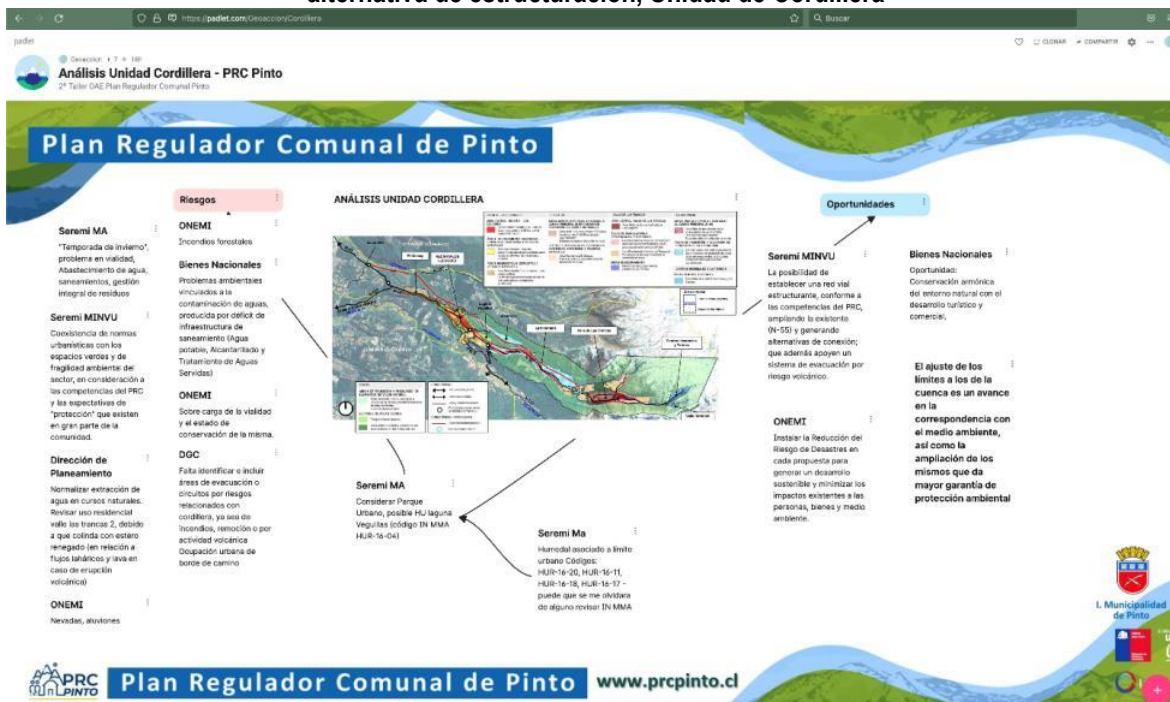 alternativa de estructuración, Unidad de Cordillera
https://padlet.com/Geoaccion/Cordillera
Buscar
padlet
CLONAR
COMPARTIR
Geoaccion
Análisis Unidad Cordillera - PRC Pinto
2º Taller OAE Plan Regulador Comunal Pinto
Plan Regulador Comunal de Pinto
Seremi MA
"Temporada de invierno",
problema en vialidad,
Abastecimiento de agua,
saneamientos, gestión
integral de residuos
Seremi MINVU
Coexistencia de normas
urbanísticas con los
espacios verdes y de
fragilidad ambiental del
sector, en consideración a
las competencias del PRC
y las expectativas de
"protección" que existen
en gran parte de la
comunidad.
Dirección de
Planeamiento
Normalizar extracción de
agua en cursos naturales.
Revisar uso residencial
valle las trancas 2, debido
a que colinda con estero
renegado (en relación a
flujos laháricos y lava en
caso de erupción
volcánica)
ONEMI
Nevadas, aluviones
Riesgos
ONEMI
Incendios forestales
Bienes Nacionales
Problemas ambientales
vinculados a la
contaminación de aguas,
producida por déficit de
infraestructura de
saneamiento (Agua
potable, Alcantarillado y
Tratamiento de Aguas
Servidas)
ONEMI
Sobre carga de la vialidad
y el estado de
conservación de la misma.
DGC
Falta identificar e incluir
áreas de evacuación o
circuitos por riesgos
relacionados con
cordillera, ya sea de
incendios, remoción o por
actividad volcánica
Ocupación urbana de
borde de camino
ANÁLISIS UNIDAD CORDILLERA
Seremi MA
Considerar Parque
Urbano, posible HU laguna
Veguillas (código IN MMA
HUR-16-04)
Seremi Ma
Humedal asociado a límite
urbano Códigos:
HUR-16-20, HUR-16-11,
HUR-16-18, HUR-16-17 -
puede que se me olvidara
de alguno revisar IN MMA
Oportunidades
Seremi MINVU
La posibilidad de
establecer una red vial
estructurante, conforme a
las competencias del PRC,
ampliando la existente
(N-55) y generando
alternativas de conexión;
que además apoyen un
sistema de evacuación por
riesgo volcánico.
ONEMI
Instalar la Reducción del
Riesgo de Desastres en
cada propuesta para
generar un desarrollo
sostenible y minimizar los
impactos existentes a las
personas, bienes y medio
ambiente.
Bienes Nacionales
Oportunidad:
Conservación armónica
del entorno natural con el
desarrollo turístico y
comercial,
El ajuste de los
límites a los de la
cuenca es un avance
en la
correspondencia con
el medio ambiente,
así como la
ampliación de los
mismos que da
mayor garantía de
protección ambiental
I. Municipalidad
de Pinto
PRC
PINTO
Plan Regulador Comunal de Pinto
www.prcpinto.cl